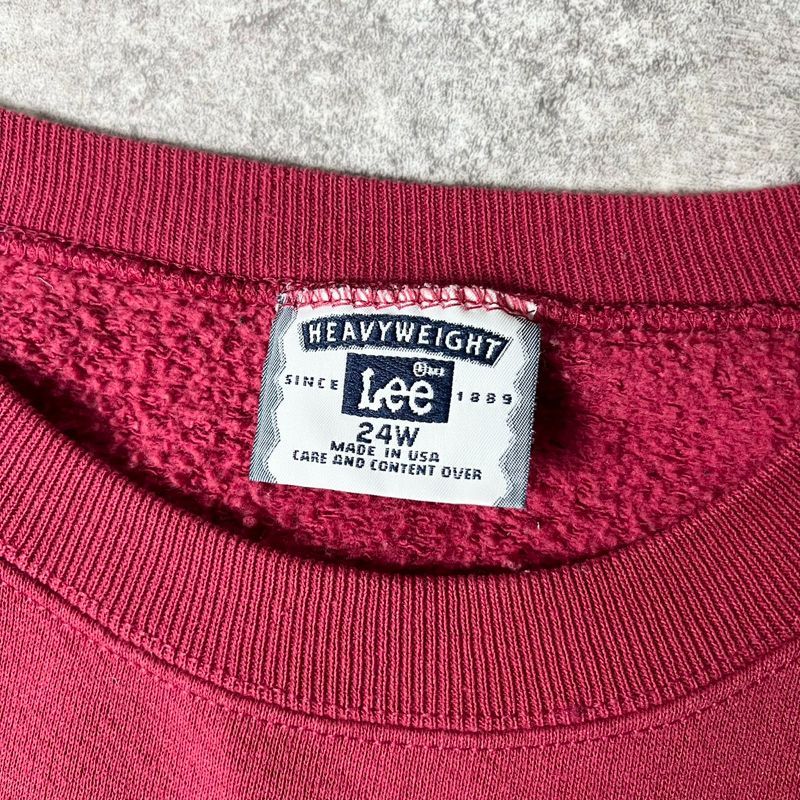 HEAVYWEIGHT
SINCE Lee 1889
24W
MADE IN USA
CARE AND CONTENT OVER